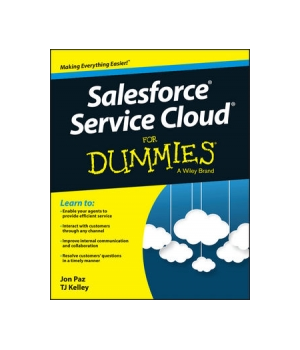 Making Everything Easier!™
Salesforce®
Service Cloud®
FOR
DUMMIES®
A Wiley Brand
Learn to:
• Enable your agents to
provide efficient service
• Interact with customers
through any channel
• Improve internal communication
and collaboration
• Resolve customers' questions
in a timely manner
Jon Paz
TJ Kelley